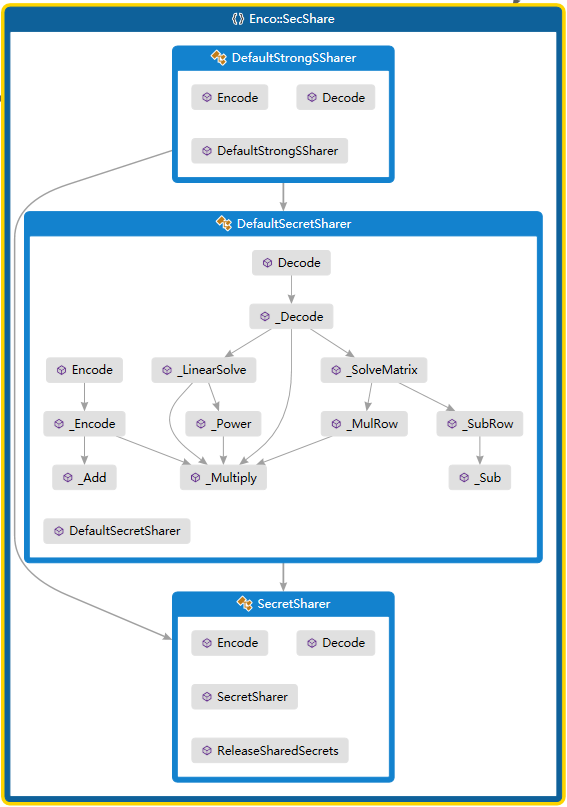 Enco::SecShare
DefaultStrongSSharer
Encode Decode
DefaultStrongSSharer
DefaultSecretSharer
Decode
_Decode
Encode _LinearSolve _SolveMatrix
_Encode _Power _MulRow _SubRow
_Add _Multiply _Sub
DefaultSecretSharer
SecretSharer
Encode Decode
SecretSharer
ReleaseSharedSecrets